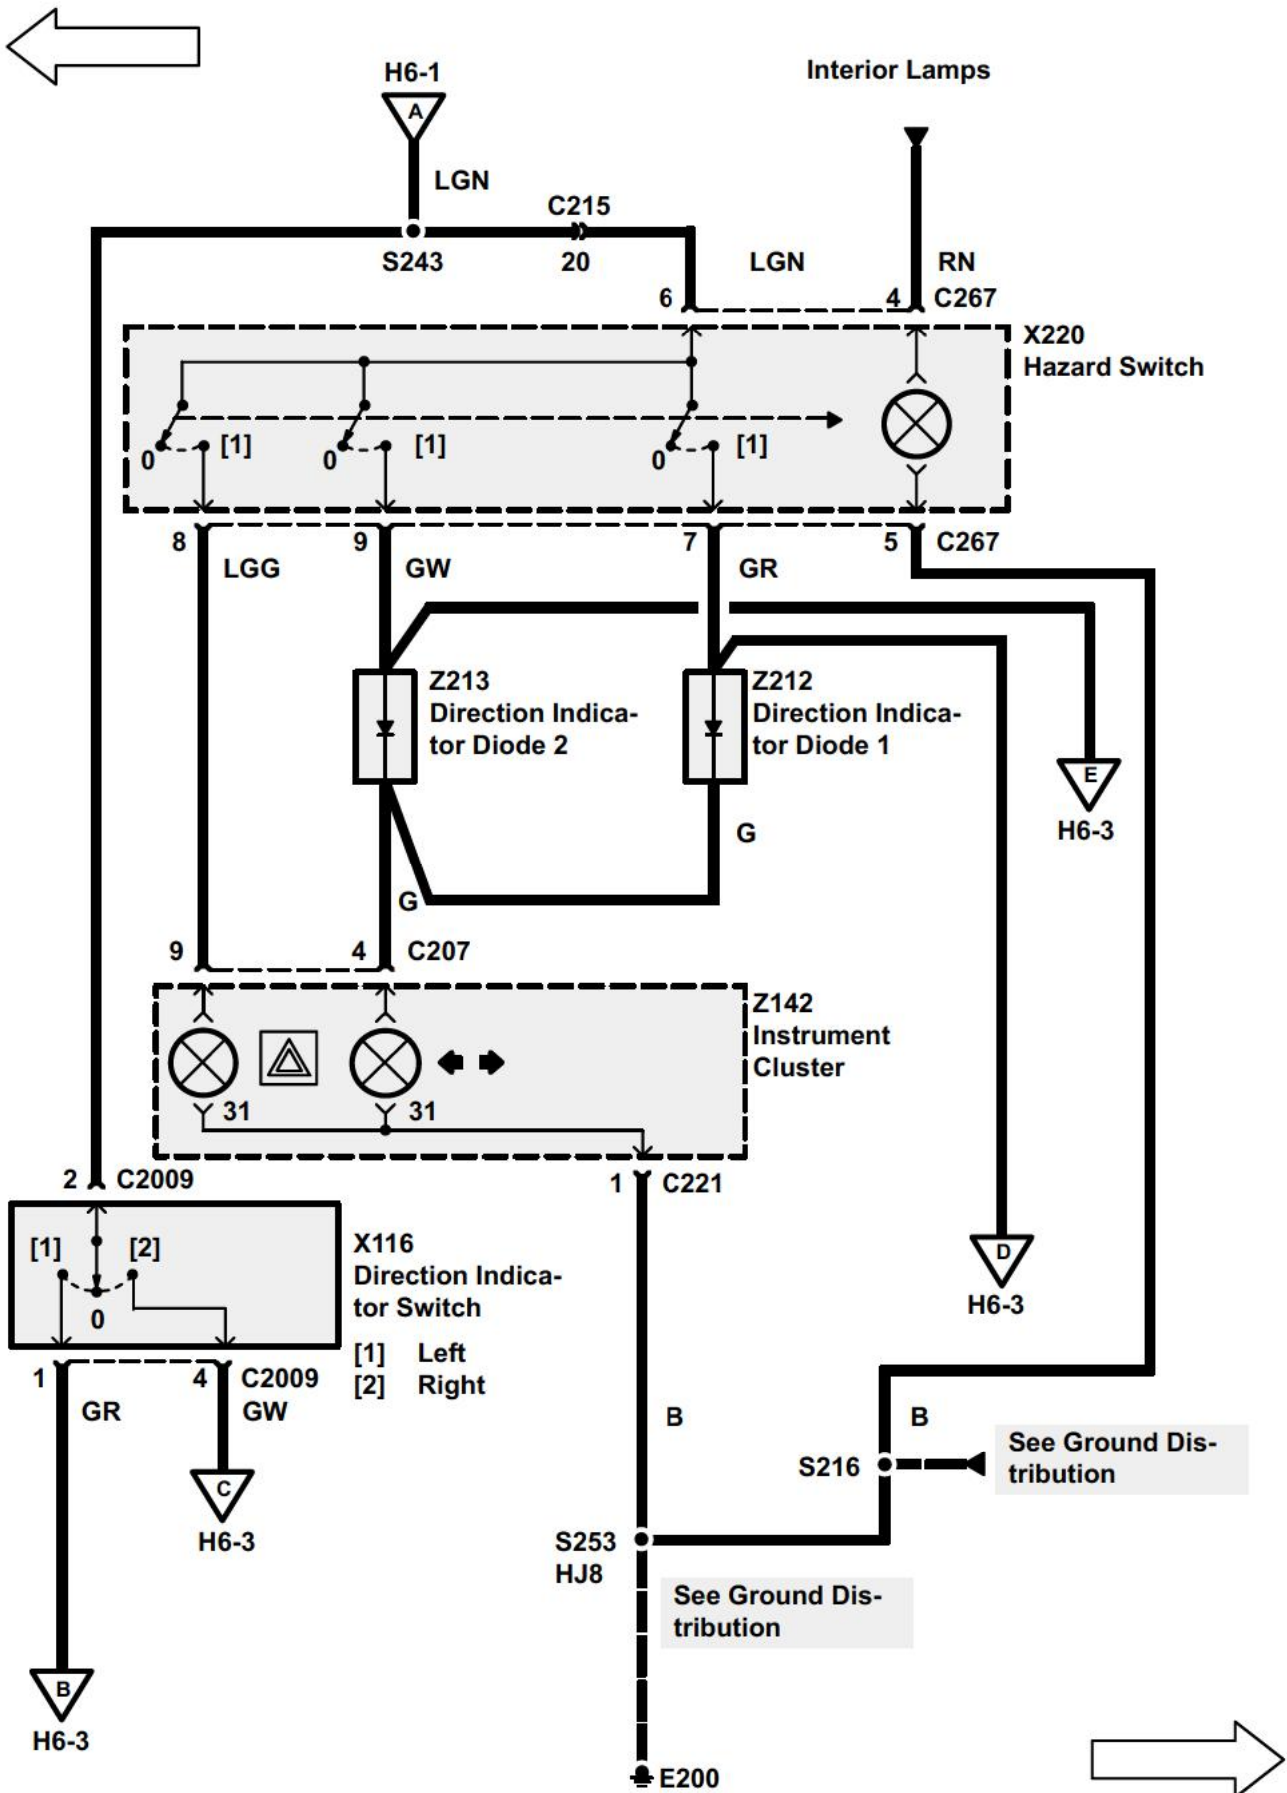 H6-1
Interior Lamps
A
LGN
C215
S243
20
LGN
RN
6
4
C267
X220
Hazard Switch
0
[1]
0
[1]
0
[1]
8
9
7
5
C267
LGG
GW
GR
Z213
Direction Indica-
tor Diode 2
Z212
Direction Indica-
tor Diode 1
E
H6-3
G
G
9
4
C207
Z142
Instrument
Cluster
31
31
2
C2009
1
C221
[1]
[2]
0
X116
Direction Indica-
tor Switch
[1] Left
[2] Right
D
H6-3
1
4
C2009
GR
GW
B
B
S216
See Ground Dis-
tribution
C
H6-3
S253
HJ8
See Ground Dis-
tribution
B
H6-3
E200